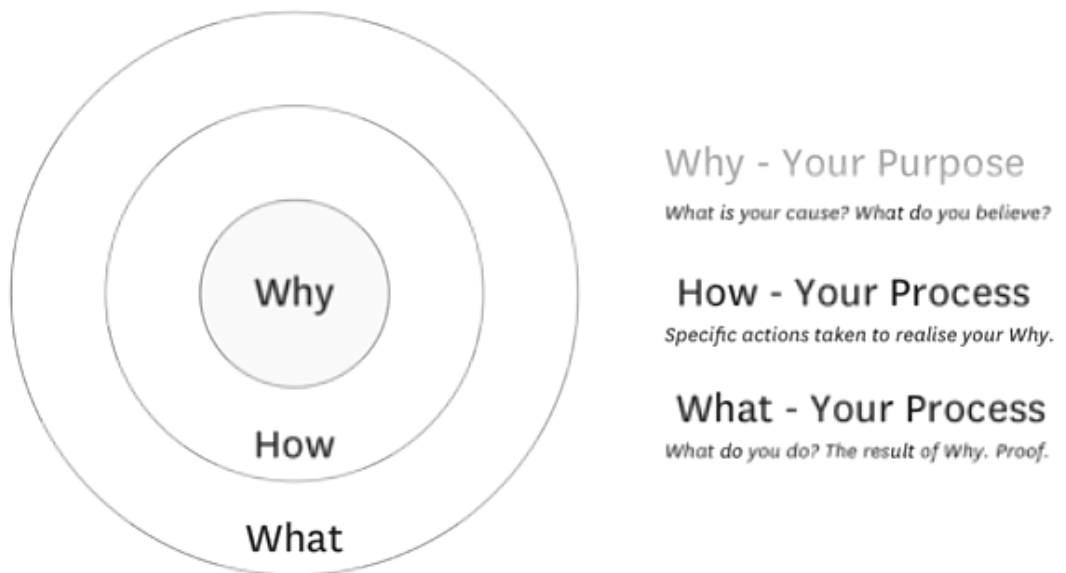 Why
How
What
Why - Your Purpose
What is your cause? What do you believe?
How - Your Process
Specific actions taken to realise your Why.
What - Your Process
What do you do? The result of Why. Proof.